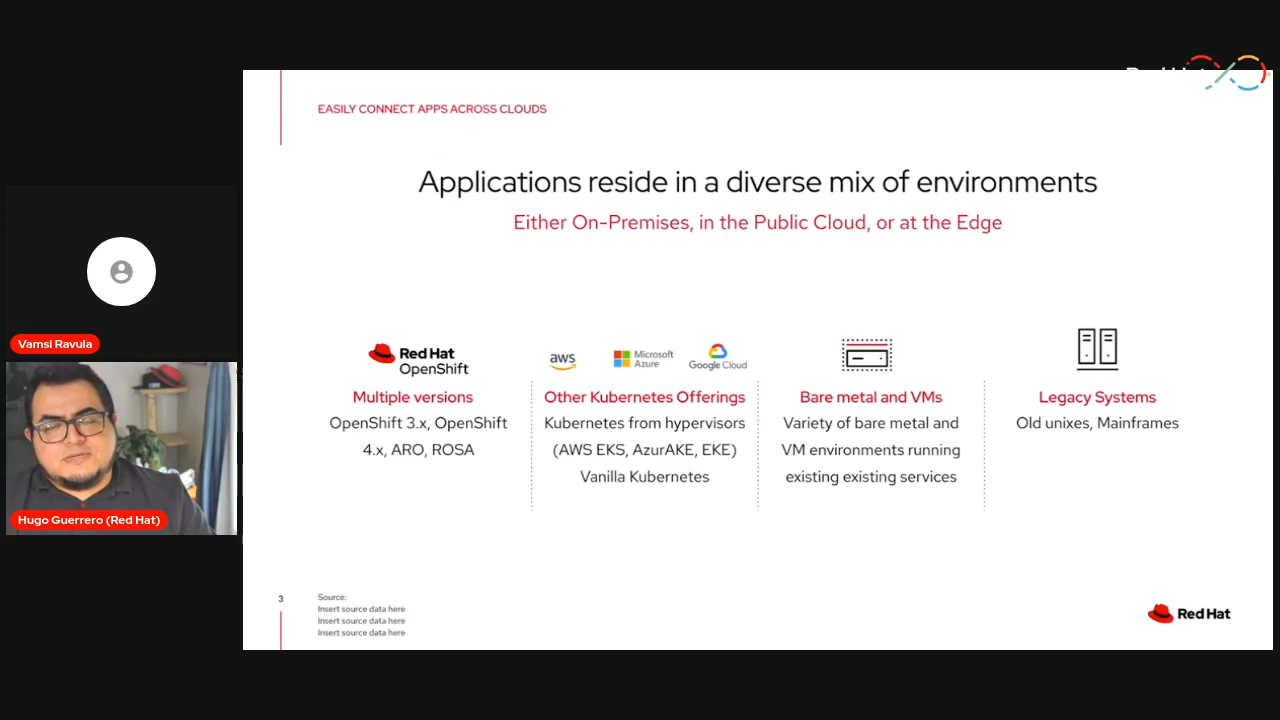 EASILY CONNECT APPS ACROSS CLOUDS
Applications reside in a diverse mix of environments
Either On-Premises, in the Public Cloud, or at the Edge
Red Hat
OpenShift
Multiple versions
OpenShift 3.x, OpenShift
4.x, ARO, ROSA
aws
Microsoft
Azure
Google Cloud
Other Kubernetes Offerings
Kubernetes from hypervisors
(AWS EKS, AzurAKE, EKE)
Vanilla Kubernetes
Bare metal and VMs
Variety of bare metal and
VM environments running
existing existing services
Legacy Systems
Old unixes, Mainframes
Vamsi Ravula
Hugo Guerrero (Red Hat)
3
Source:
Insert source data here
Insert source data here
Insert source data here
Red Hat